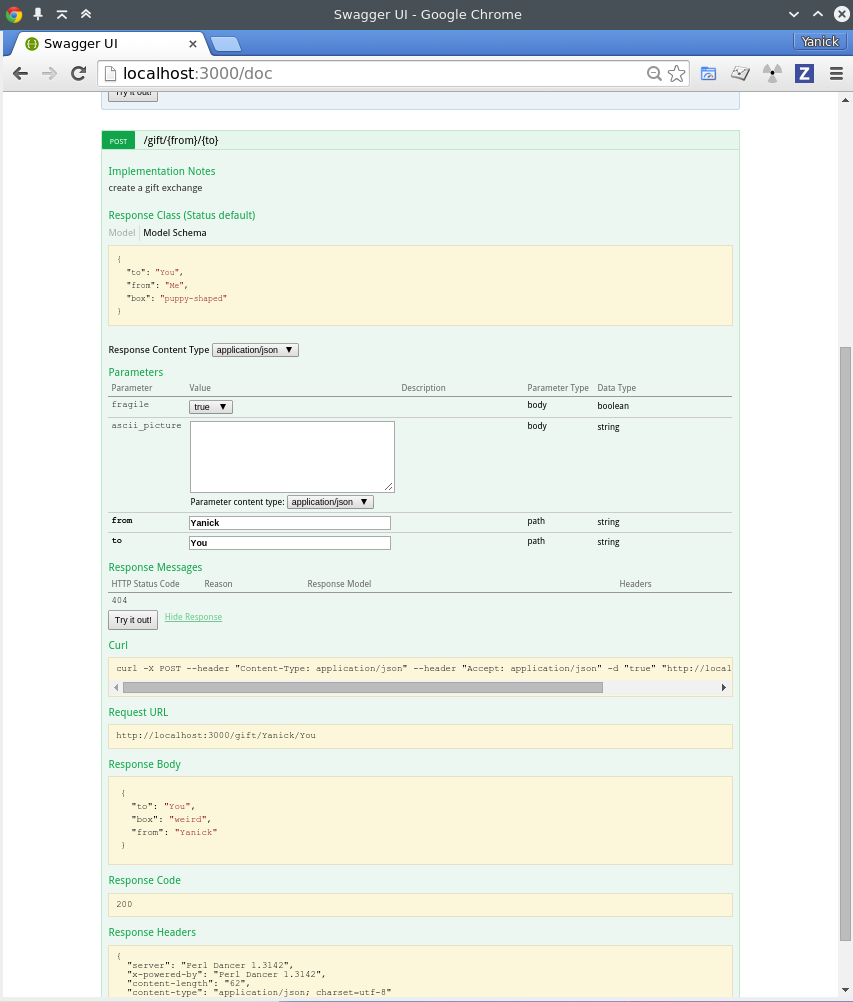 Swagger UI - Google Chrome
Swagger UI
Yanick
localhost:3000/doc
Z
Try it out!
POST /gift/{from}/{to}
Implementation Notes
create a gift exchange
Response Class (Status default)
Model Model Schema
{
"to": "You",
"from": "Me",
"box": "puppy-shaped"
}
Response Content Type application/json
Parameters
Parameter Value Description Parameter Type Data Type
fragile true body boolean
ascii_picture body string
Parameter content type: application/json
from Yanick path string
to You path string
Response Messages
HTTP Status Code Reason Response Model Headers
404
Try it out! Hide Response
Curl
curl -X POST --header "Content-Type: application/json" --header "Accept: application/json" -d "true" "http://local
Request URL
http://localhost:3000/gift/Yanick/You
Response Body
{
"to": "You",
"box": "weird",
"from": "Yanick"
}
Response Code
200
Response Headers
{
"server": "Perl Dancer 1.3142",
"x-powered-by": "Perl Dancer 1.3142",
"content-length": "62",
"content-type": "application/json; charset=utf-8"